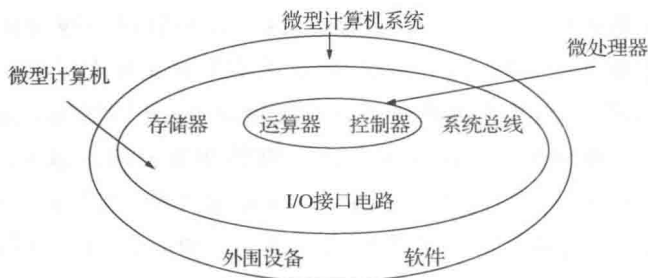 微型计算机系统
微处理器
微型计算机
存储器 运算器 控制器 系统总线
I/O接口电路
外围设备 软件